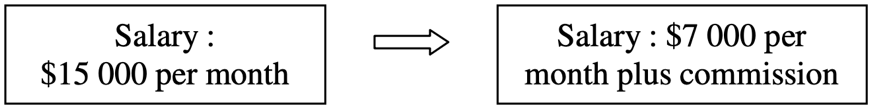 Salary :
$15 000 per month
Salary : $7 000 per
month plus commission